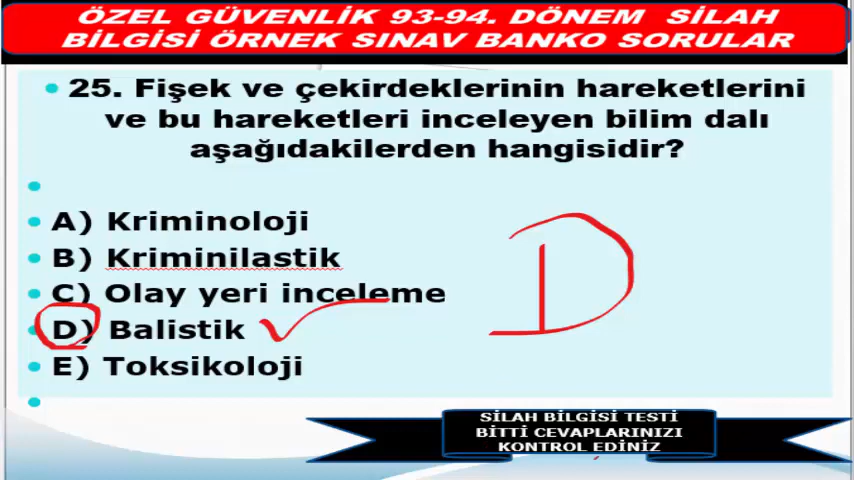 ÖZEL GÜVENLİK 93-94. DÖNEM SİLAH
BİLGİSİ ÖRNEK SINAV BANKO SORULAR
25. Fişek ve çekirdeklerinin hareketlerini
ve bu hareketleri inceleyen bilim dalı
aşağıdakilerden hangisidir?
A) Kriminoloji
B) Kriminilastik
C) Olay yeri inceleme
D) Balistik
E) Toksikoloji
D
SİLAH BİLGİSİ TESTİ
BİTTİ CEVAPLARINIZI
KONTROL EDİNİZ